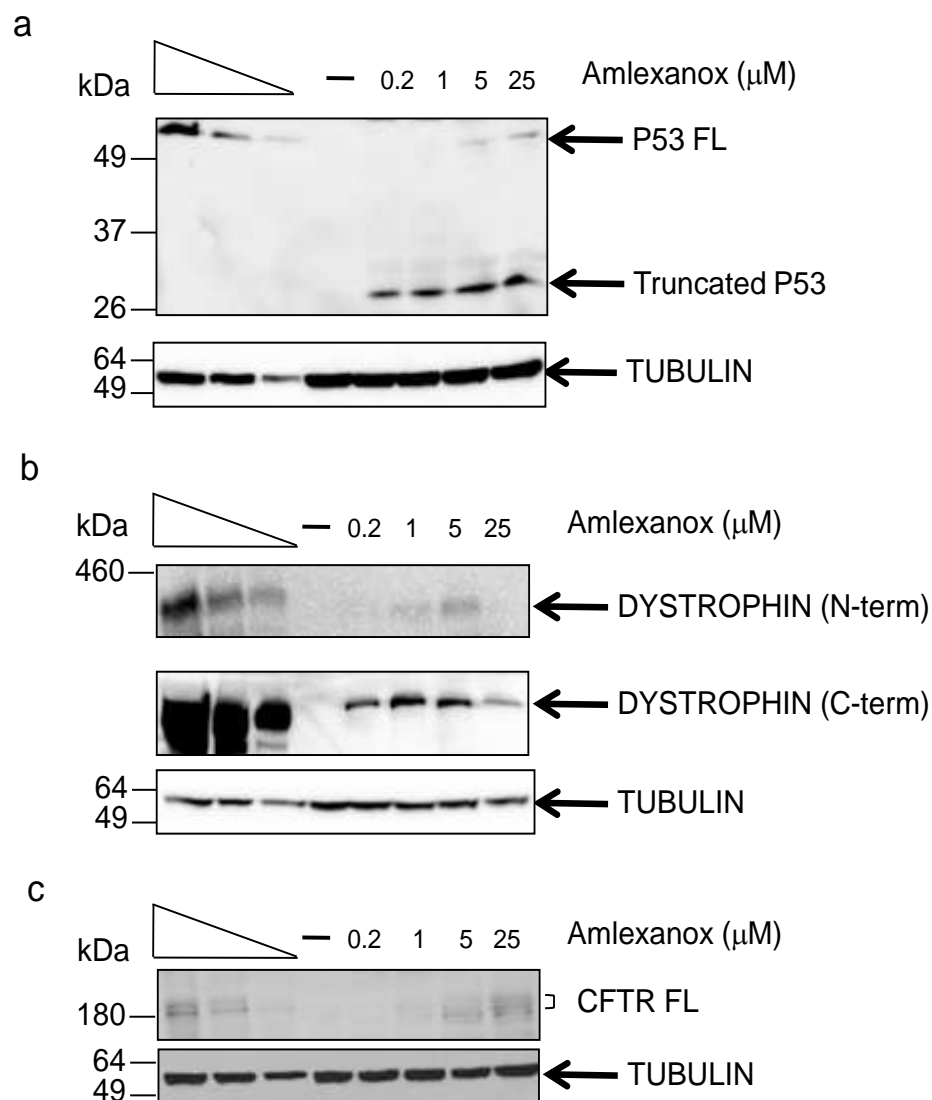 a
kDa
— 0.2 1 5 25 Amlexanox (μM)
P53 FL
49
37
Truncated P53
26
64
TUBULIN
49
b
kDa
— 0.2 1 5 25 Amlexanox (μM)
460
DYSTROPHIN (N-term)
DYSTROPHIN (C-term)
64
TUBULIN
49
c
kDa
— 0.2 1 5 25 Amlexanox (μM)
CFTR FL
180
64
TUBULIN
49